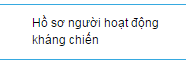 Hồ sơ người hoạt động
kháng chiến